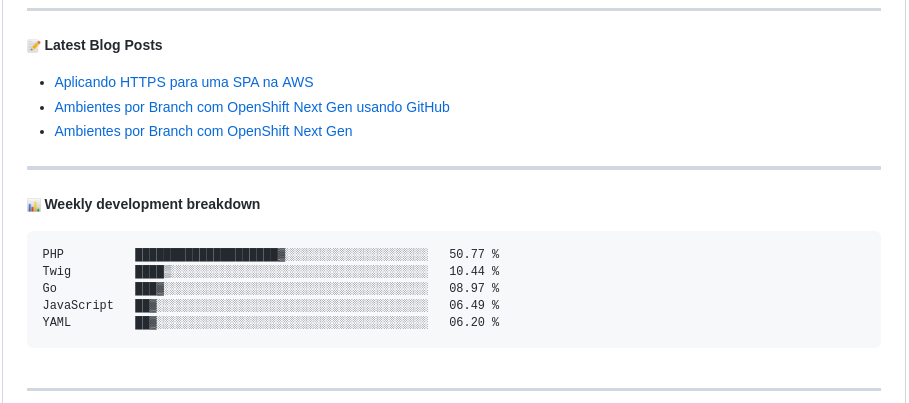 📝 Latest Blog Posts
Aplicando HTTPS para uma SPA na AWS
Ambientes por Branch com OpenShift Next Gen usando GitHub
Ambientes por Branch com OpenShift Next Gen
📊 Weekly development breakdown
PHP 50.77 %
Twig 10.44 %
Go 08.97 %
JavaScript 06.49 %
YAML 06.20 %